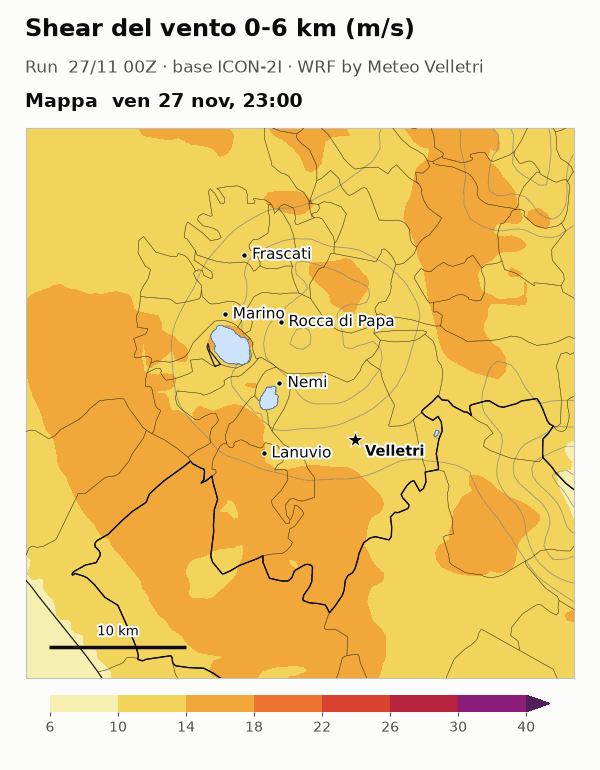 Shear del vento 0-6 km (m/s)
Run  27/11 00Z · base ICON-2I · WRF by Meteo Velletri
Mappa  ven 27 nov, 23:00
Frascati
Marino
Rocca di Papa
Nemi
Velletri
Lanuvio
10 km
6 10 14 18 22 26 30 40